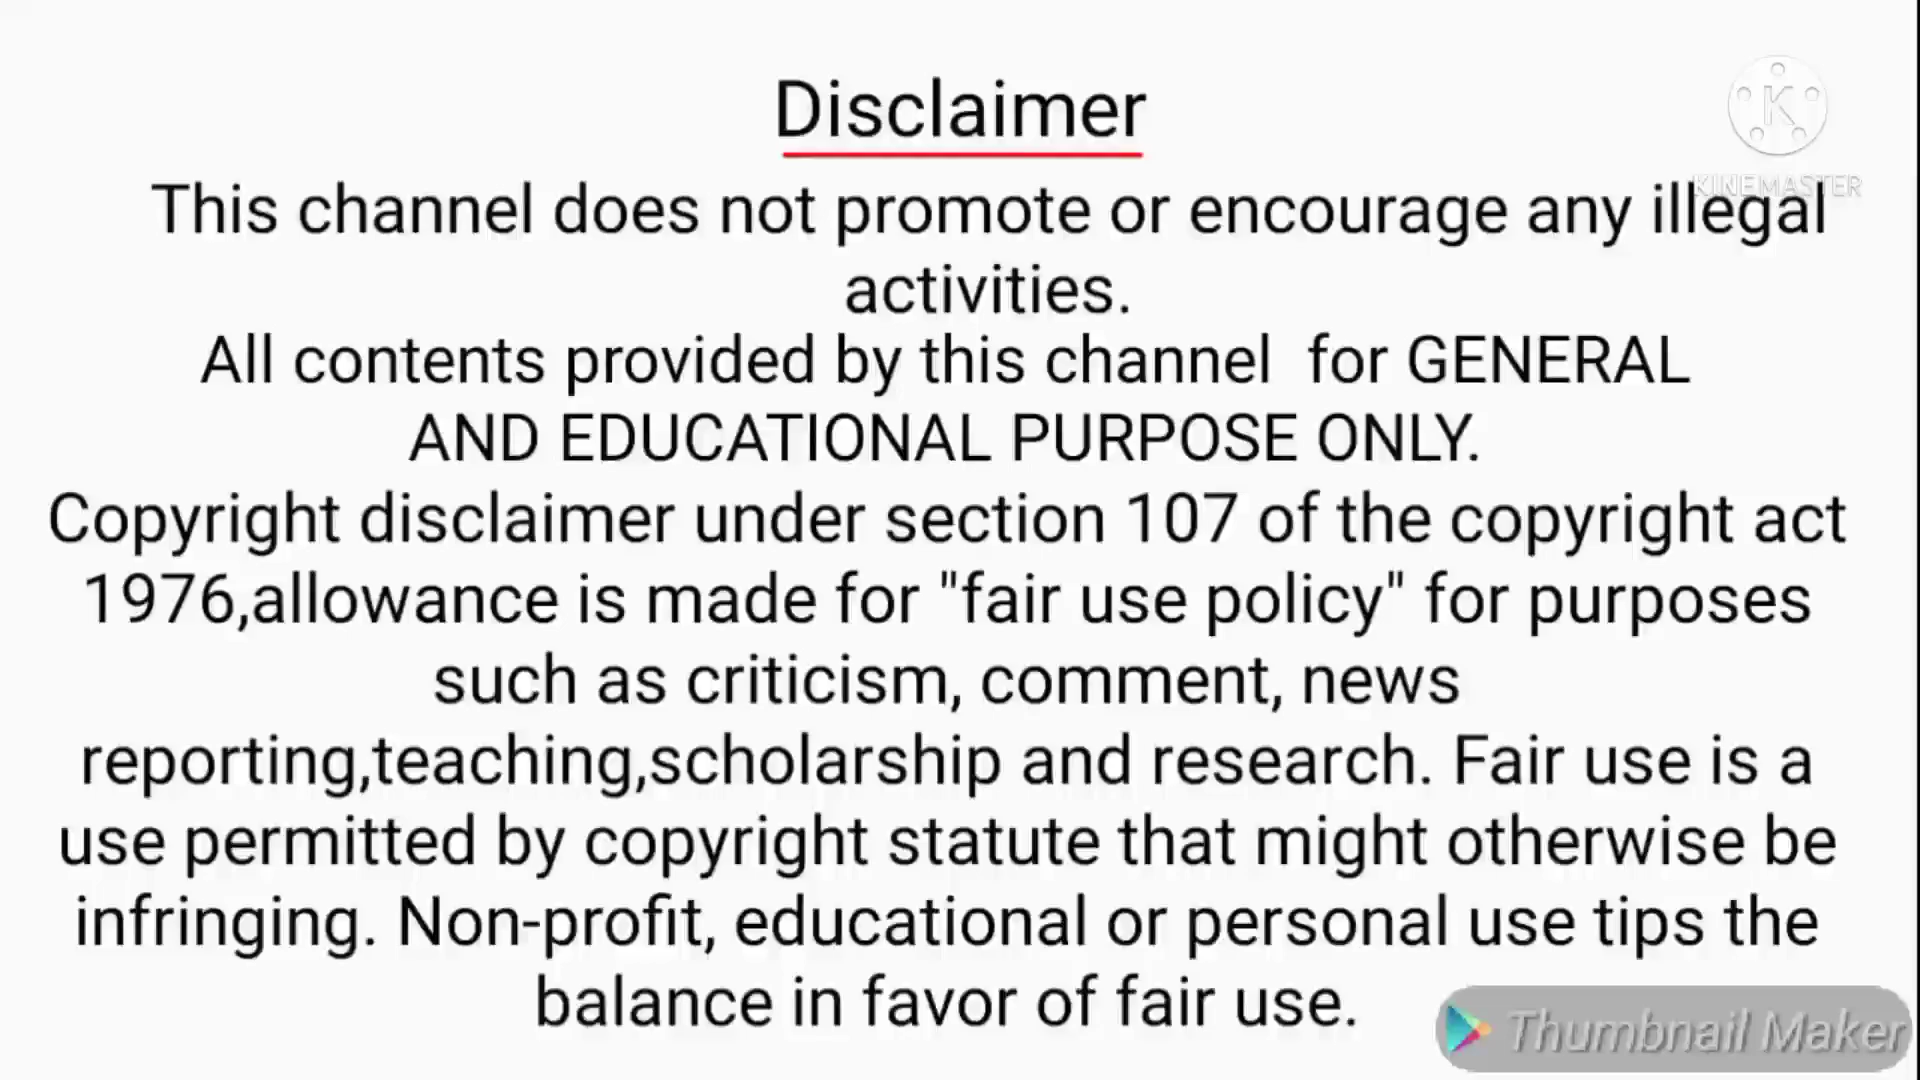 Disclaimer
KINEMASTER
This channel does not promote or encourage any illegal
activities.
All contents provided by this channel  for GENERAL
AND EDUCATIONAL PURPOSE ONLY.
Copyright disclaimer under section 107 of the copyright act
1976,allowance is made for "fair use policy" for purposes
such as criticism, comment, news
reporting,teaching,scholarship and research. Fair use is a
use permitted by copyright statute that might otherwise be
infringing. Non-profit, educational or personal use tips the
balance in favor of fair use.
Thumbnail Maker